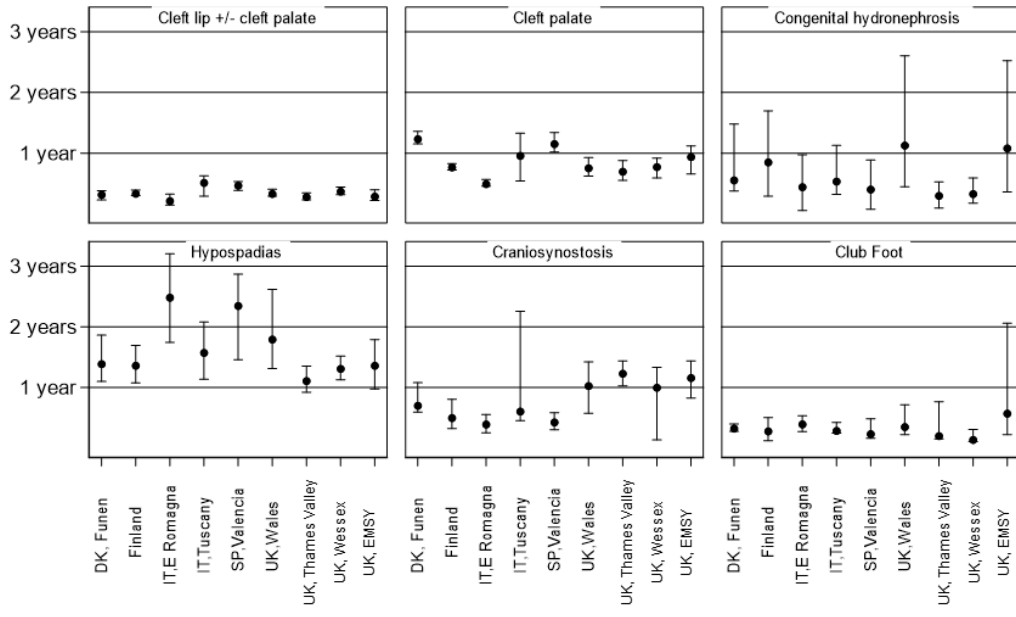 Cleft lip +/- cleft palate
Cleft palate
Congenital hydronephrosis
3 years
2 years
1 year
Hypospadias
Craniosynostosis
Club Foot
3 years
2 years
1 year
DK, Funen
Finland
IT,E Romagna
IT,Tuscany
SP,Valencia
UK,Wales
UK,Thames Valley
UK,Wessex
UK, EMSY
DK, Funen
Finland
IT,E Romagna
IT,Tuscany
SP,Valencia
UK,Wales
UK,Thames Valley
UK,Wessex
UK, EMSY
DK, Funen
Finland
IT,E Romagna
IT,Tuscany
SP,Valencia
UK,Wales
UK,Thames Valley
UK,Wessex
UK, EMSY